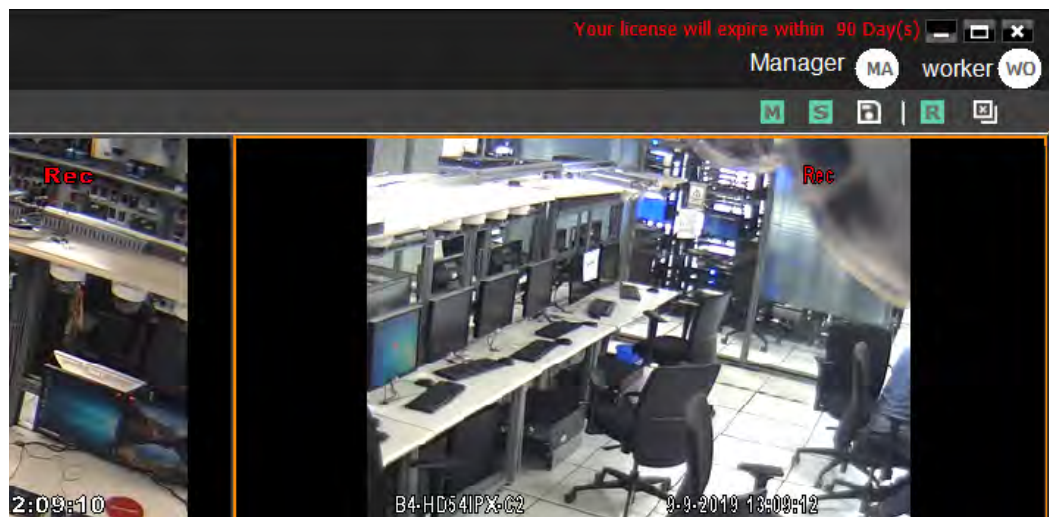 Your license will expire within 90 Day(s)
Manager MA worker WO
M S R
Rec
Rec
2:09:10
B4-HD54IPX-C2 9-9-2019 13:09:12